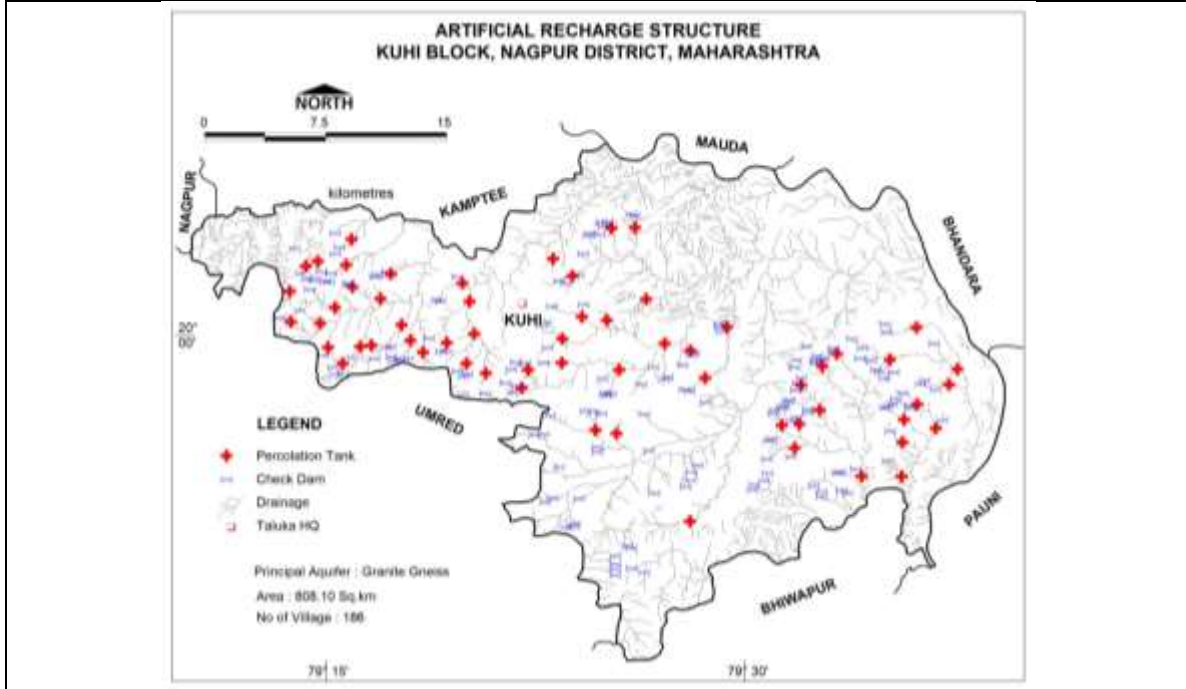 ARTIFICIAL RECHARGE STRUCTURE
KUHI BLOCK, NAGPUR DISTRICT, MAHARASHTRA
NORTH
0 7.5 15
kilometres
NAGPUR
KAMPTEE
MAUDA
BHANDARA
KUHI
20°
00'
UMRED
PAUNI
BHIWAPUR
LEGEND
Percolation Tank
Check Dam
Drainage
Taluka HQ
Principal Aquifer : Granite Gneiss
Area : 808.10 Sq.km
No of Village : 186
79° 15'
79° 30'